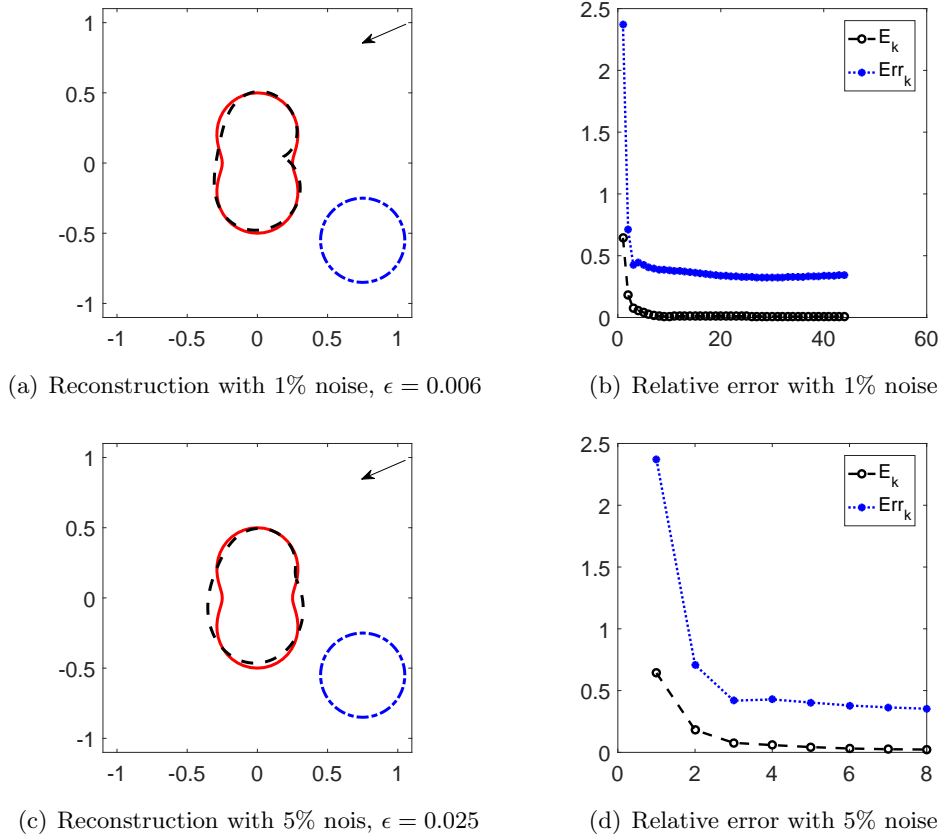 1
0.5
0
-0.5
-1
-1 -0.5 0 0.5 1
(a) Reconstruction with 1% noise, ϵ = 0.006
2.5
2
1.5
1
0.5
0
0 20 40 60
E_k
Err_k
(b) Relative error with 1% noise
1
0.5
0
-0.5
-1
-1 -0.5 0 0.5 1
(c) Reconstruction with 5% nois, ϵ = 0.025
2.5
2
1.5
1
0.5
0
0 2 4 6 8
E_k
Err_k
(d) Relative error with 5% noise